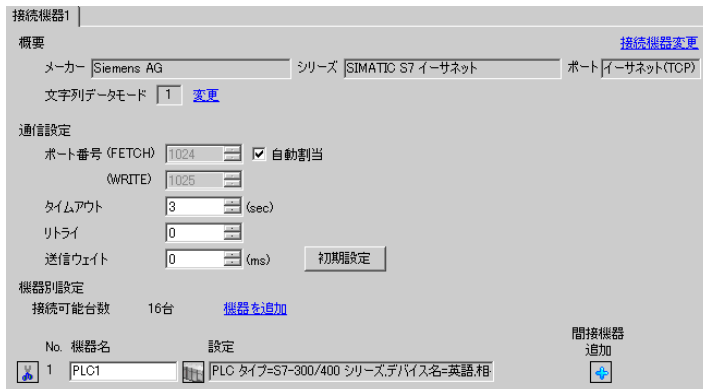 接続機器1
概要 接続機器変更
メーカー Siemens AG シリーズ SIMATIC S7 イーサネット ポート イーサネット(TCP)
文字列データモード 1 変更
通信設定
ポート番号 (FETCH) 1024 自動割当
(WRITE) 1025
タイムアウト 3 (sec)
リトライ 0
送信ウェイト 0 (ms) 初期設定
機器別設定
接続可能台数 16台 機器を追加
間接機器
No. 機器名 設定 追加
1 PLC1 PLC タイプ=S7-300/400 シリーズ,デバイス名=英語,相